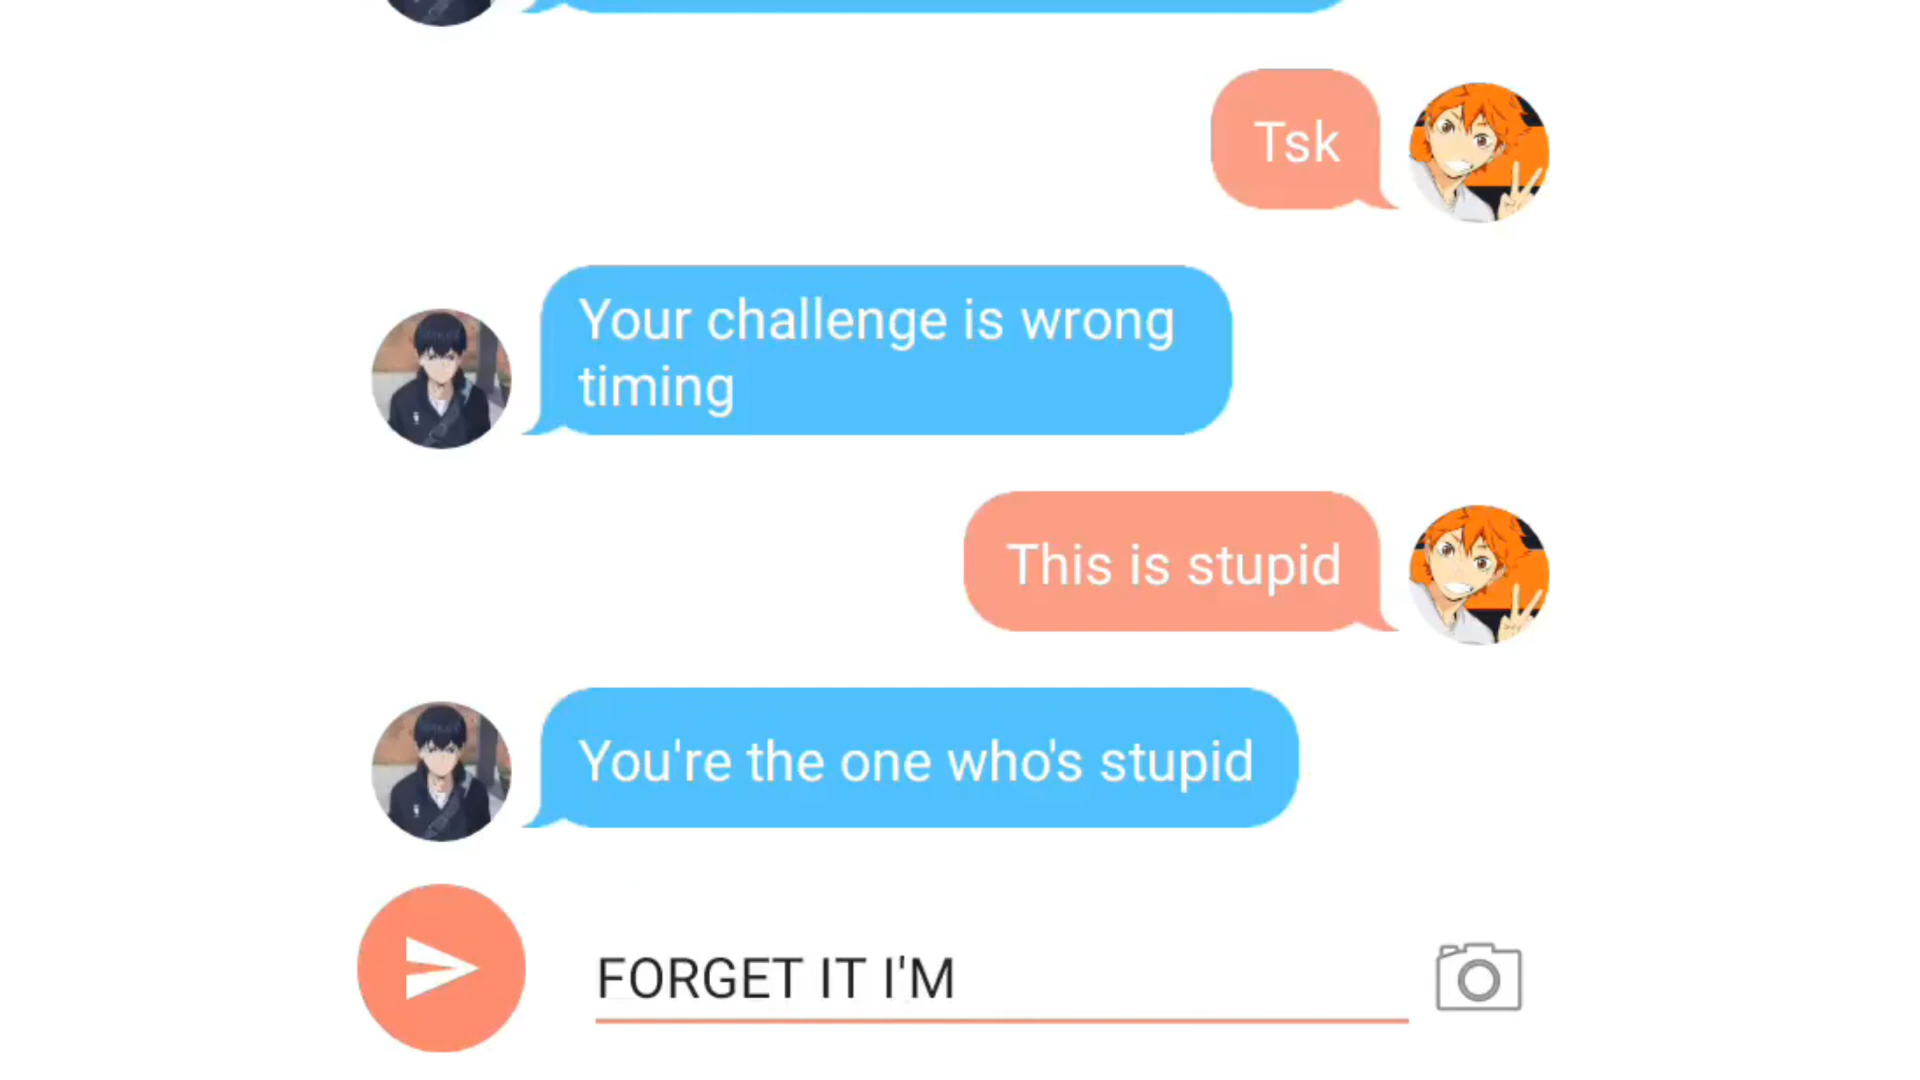 Tsk
Your challenge is wrong
timing
This is stupid
You're the one who's stupid
FORGET IT I'M